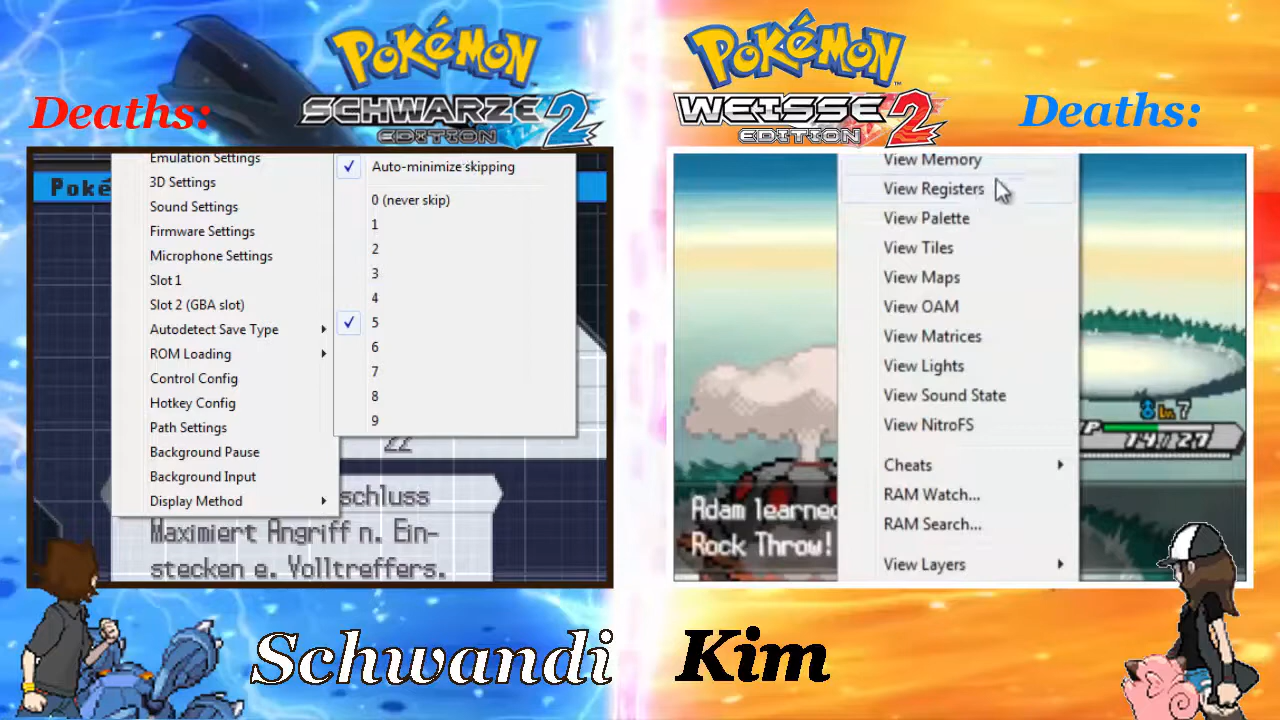 POKÉMON
SCHWARZE 2
EDITION
Deaths:
POKÉMON
WEISSE 2
EDITION
Deaths:
Poké
Emulation Settings
3D Settings
Sound Settings
Firmware Settings
Microphone Settings
Slot 1
Slot 2 (GBA slot)
Autodetect Save Type
ROM Loading
Control Config
Hotkey Config
Path Settings
Background Pause
Background Input
Display Method
Auto-minimize skipping
0 (never skip)
1
2
3
4
5
6
7
8
9
22
schluss
Maximiert Angriff n. Ein-
stecken e. Volltreffers.
View Memory
View Registers
View Palette
View Tiles
View Maps
View OAM
View Matrices
View Lights
View Sound State
View NitroFS
Cheats
RAM Watch...
RAM Search...
View Layers
Lv.7
19/27
Adam learned
Rock Throw!
Schwandi
Kim